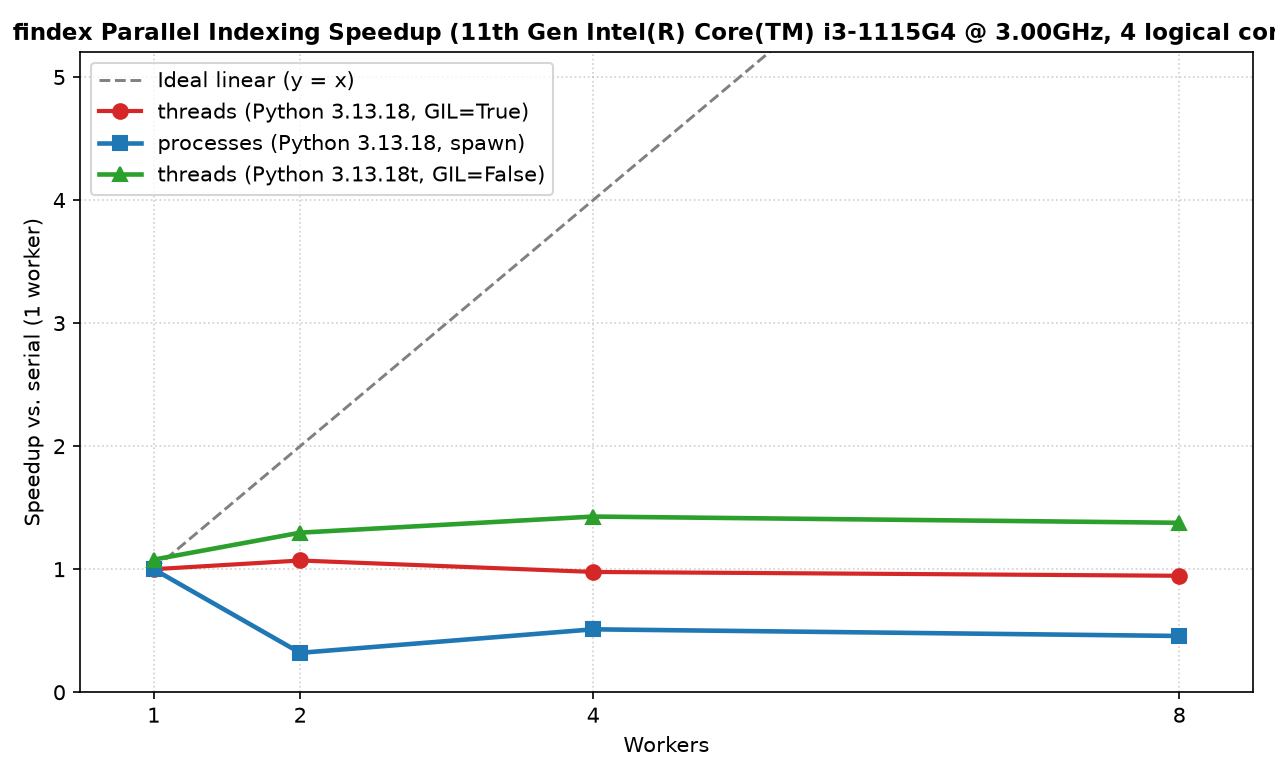 findex Parallel Indexing Speedup (11th Gen Intel(R) Core(TM) i3-1115G4 @ 3.00GHz, 4 logical
Ideal linear (y = x)
threads (Python 3.13.18, GIL=True)
processes (Python 3.13.18, spawn)
threads (Python 3.13.18t, GIL=False)
Speedup vs. serial (1 worker)
5
4
3
2
1
0
1 2 4 8
Workers